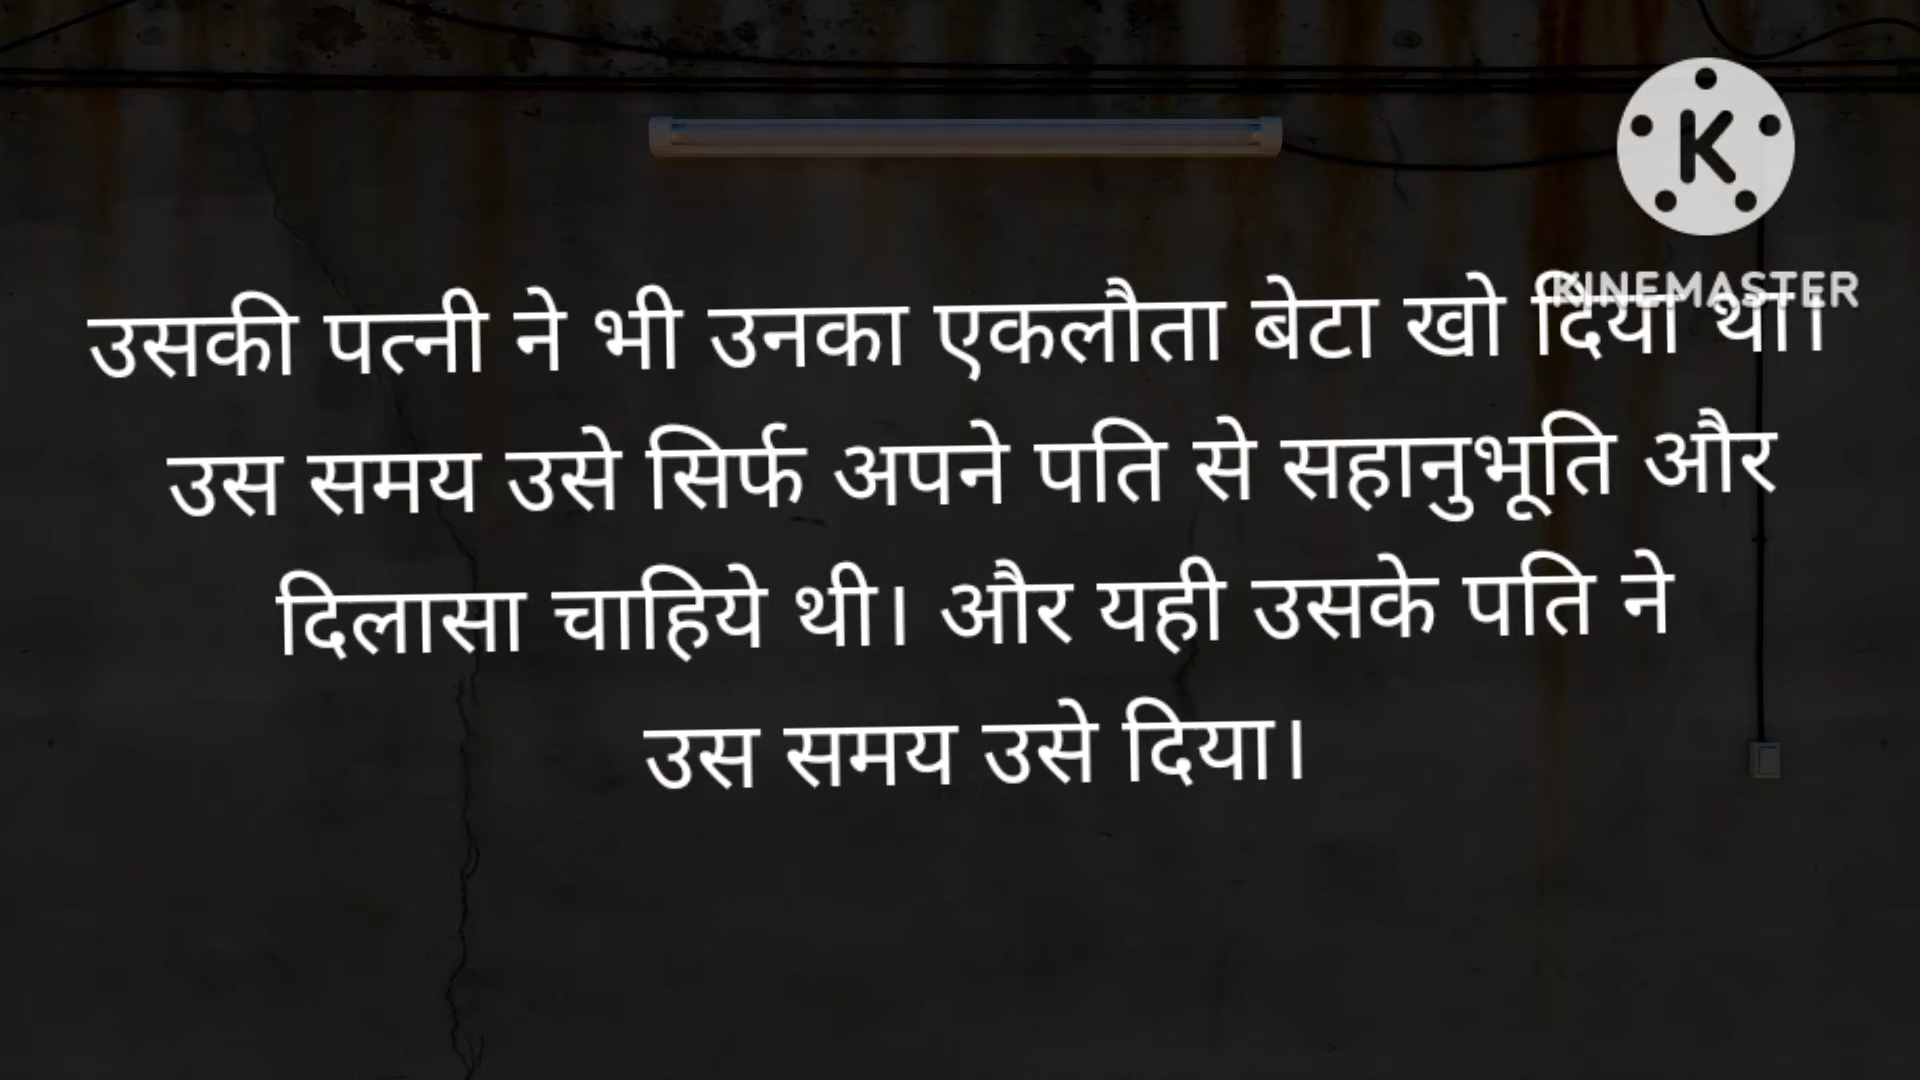 KINEMASTER
उसकी पत्नी ने भी उनका एकलौता बेटा खो दिया था।
उस समय उसे सिर्फ अपने पति से सहानुभूति और
दिलासा चाहिये थी। और यही उसके पति ने
उस समय उसे दिया।